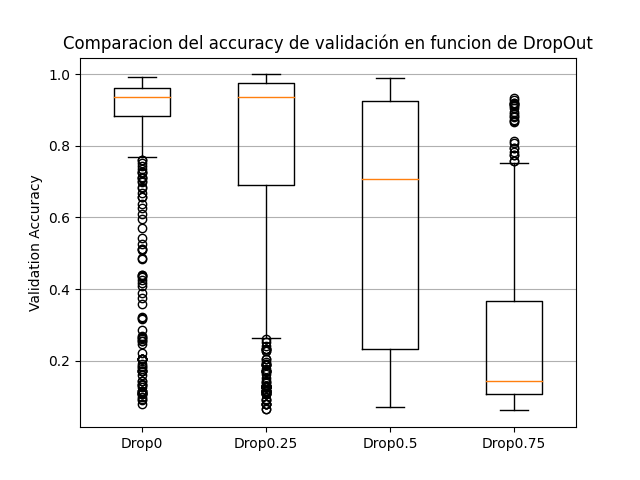 Comparacion del accuracy de validación en funcion de DropOut
1.0
0.8
0.6
0.4
0.2
Validation Accuracy
Drop0
Drop0.25
Drop0.5
Drop0.75